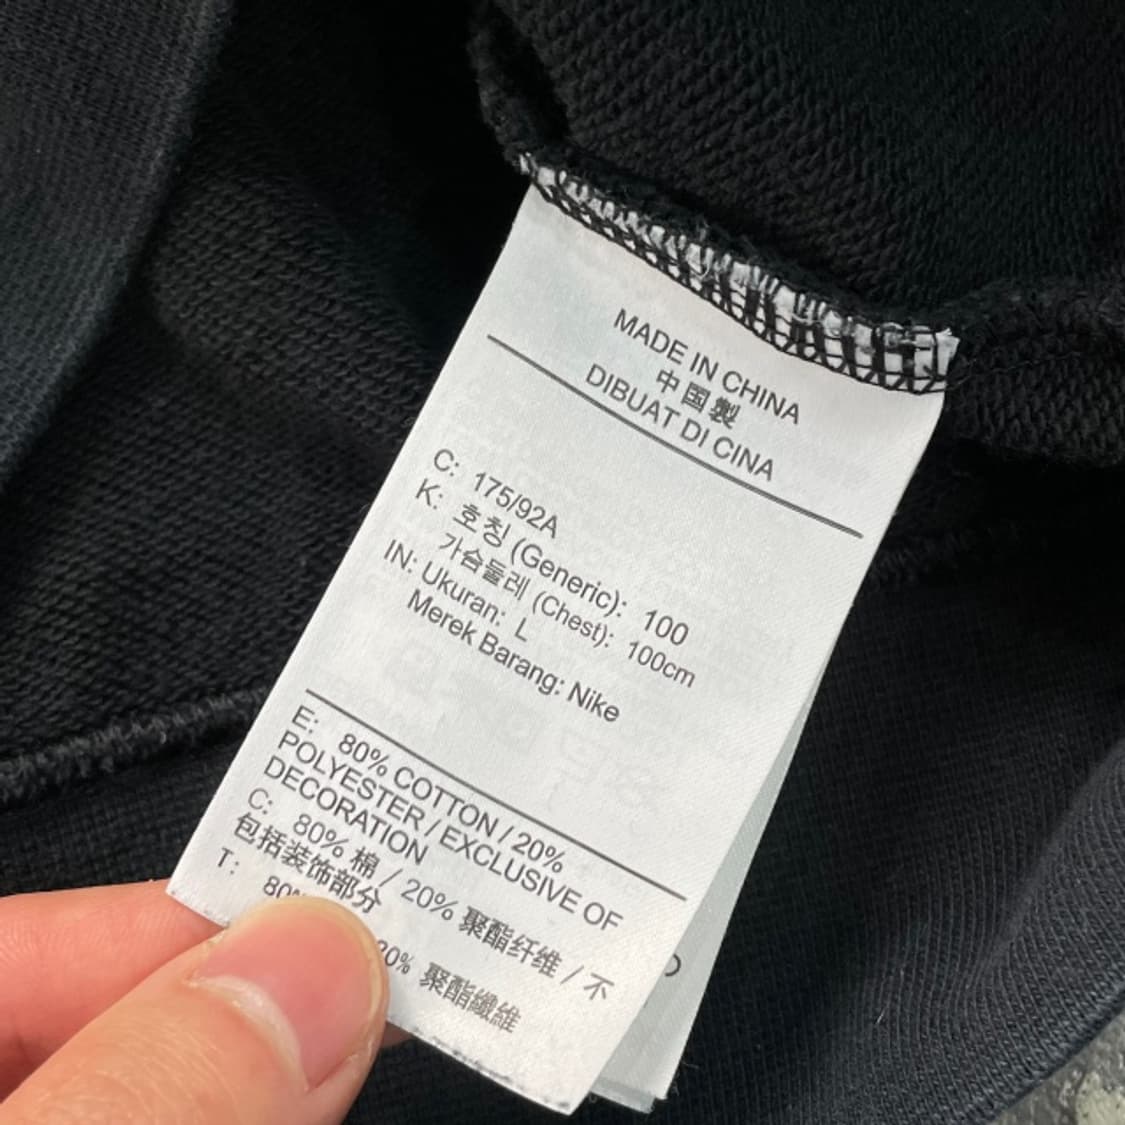 MADE IN CHINA
中国製
DIBUAT DI CINA
C: 175/92A
K: 호칭 (Generic): 100
가슴둘레 (Chest): 100cm
IN: Ukuran: L
Merek Barang: Nike
E: 80% COTTON / 20%
POLYESTER / EXCLUSIVE OF
DECORATION
C: 80% 棉 / 20% 聚酯纤维 / 不
包括装饰部分
T: 20% 聚酯纖維